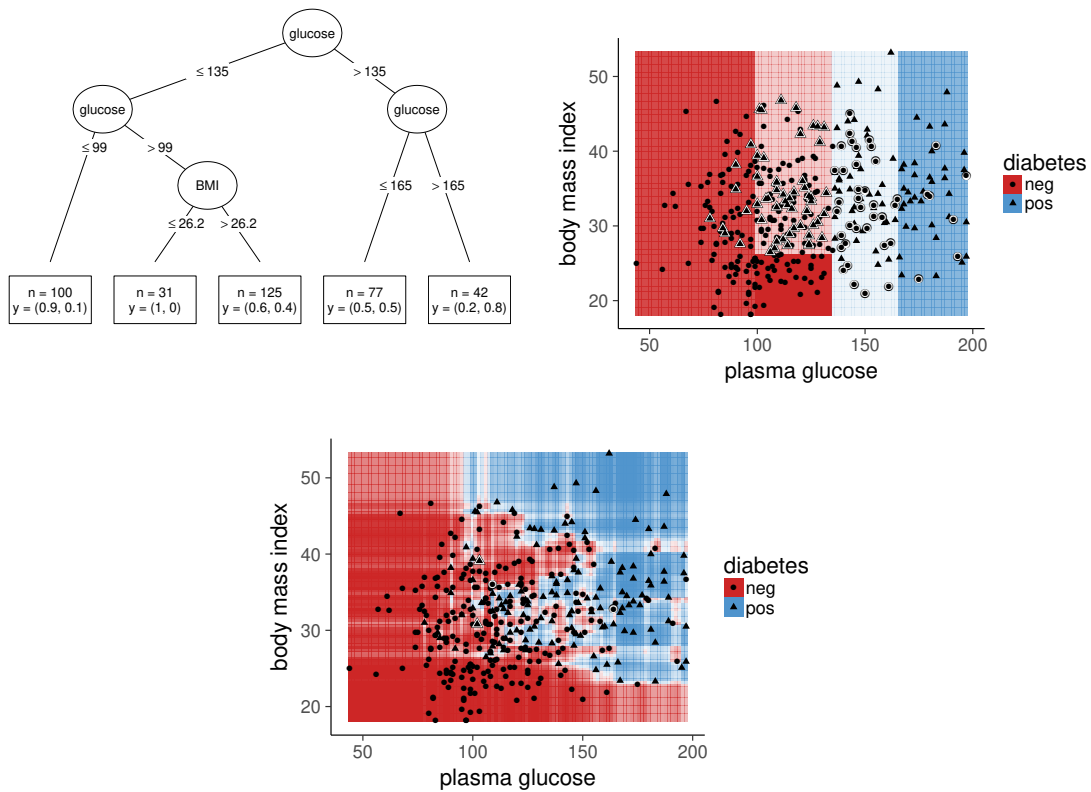 glucose
≤ 135
> 135
glucose
glucose
≤ 99
> 99
BMI
≤ 165
> 165
≤ 26.2
> 26.2
n = 100
y = (0.9, 0.1)
n = 31
y = (1, 0)
n = 125
y = (0.6, 0.4)
n = 77
y = (0.5, 0.5)
n = 42
y = (0.2, 0.8)
body mass index
50
40
30
20
50
100
150
200
plasma glucose
diabetes
neg
pos
body mass index
50
40
30
20
50
100
150
200
plasma glucose
diabetes
neg
pos